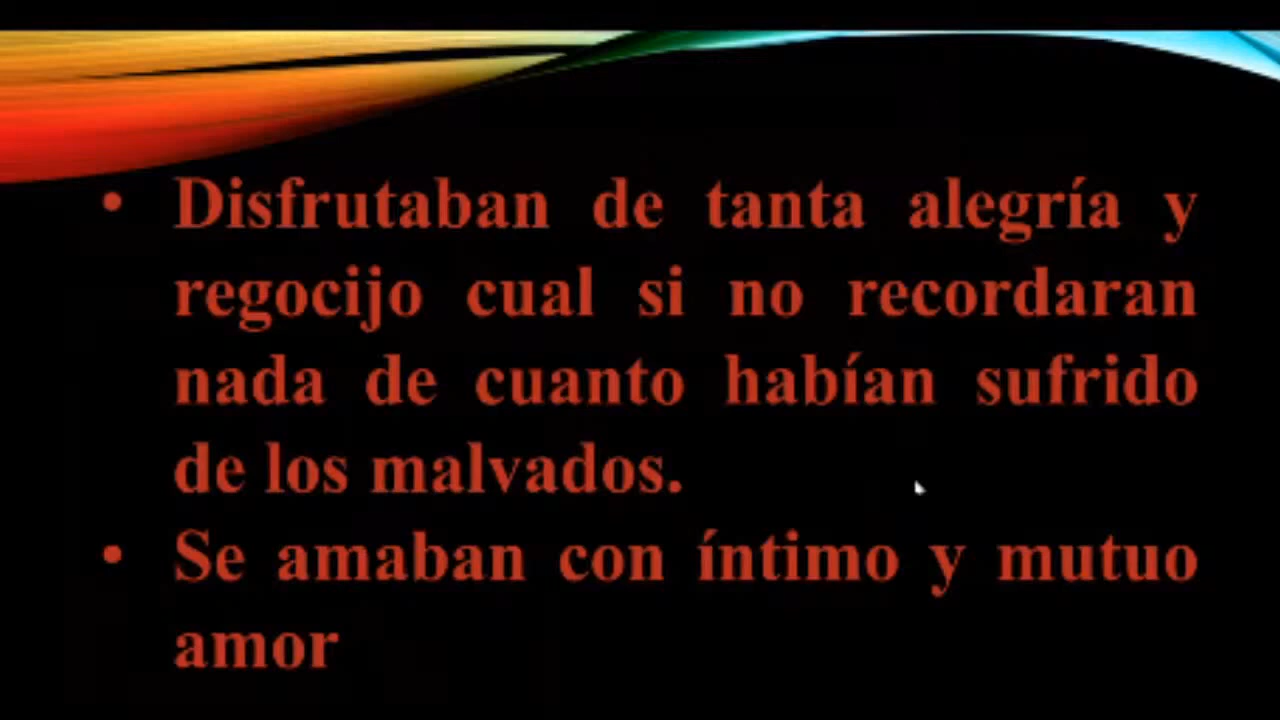 • Disfrutaban de tanta alegría y
regocijo cual si no recordaran
nada de cuanto habían sufrido
de los malvados.
• Se amaban con íntimo y mutuo
amor